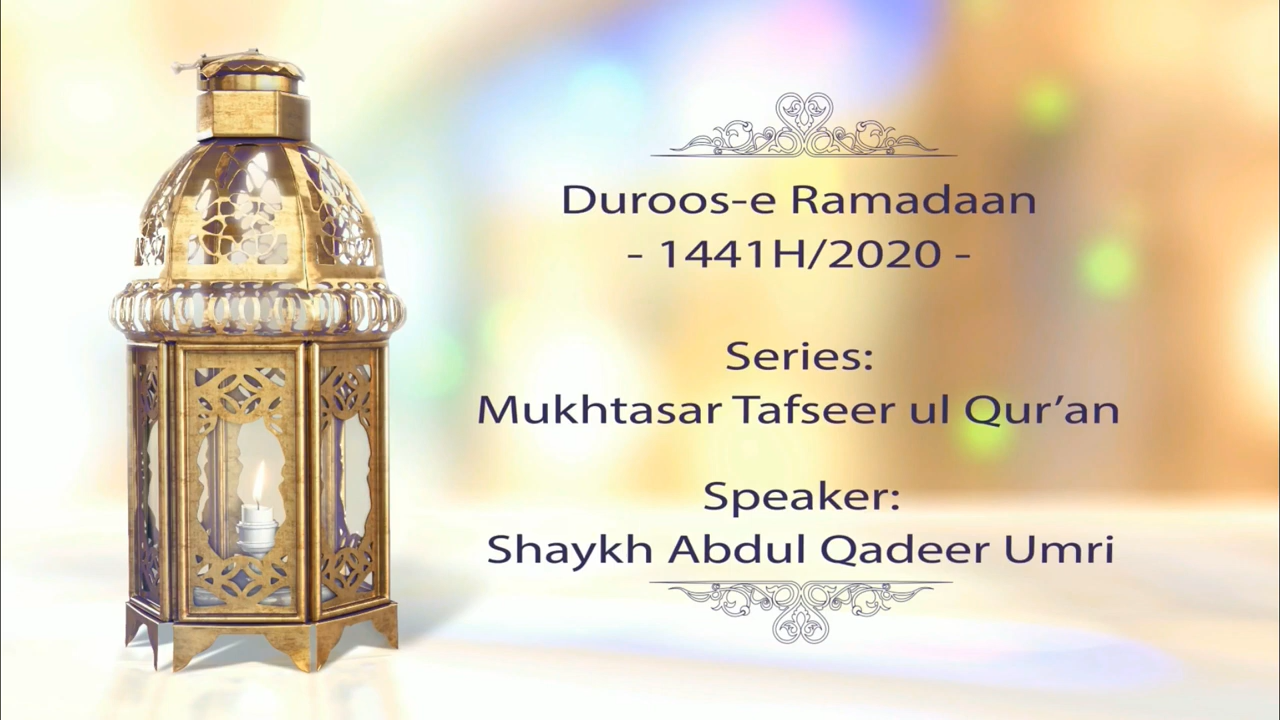 Duroos-e Ramadaan
- 1441H/2020 -
Series:
Mukhtasar Tafseer ul Qur’an
Speaker:
Shaykh Abdul Qadeer Umri